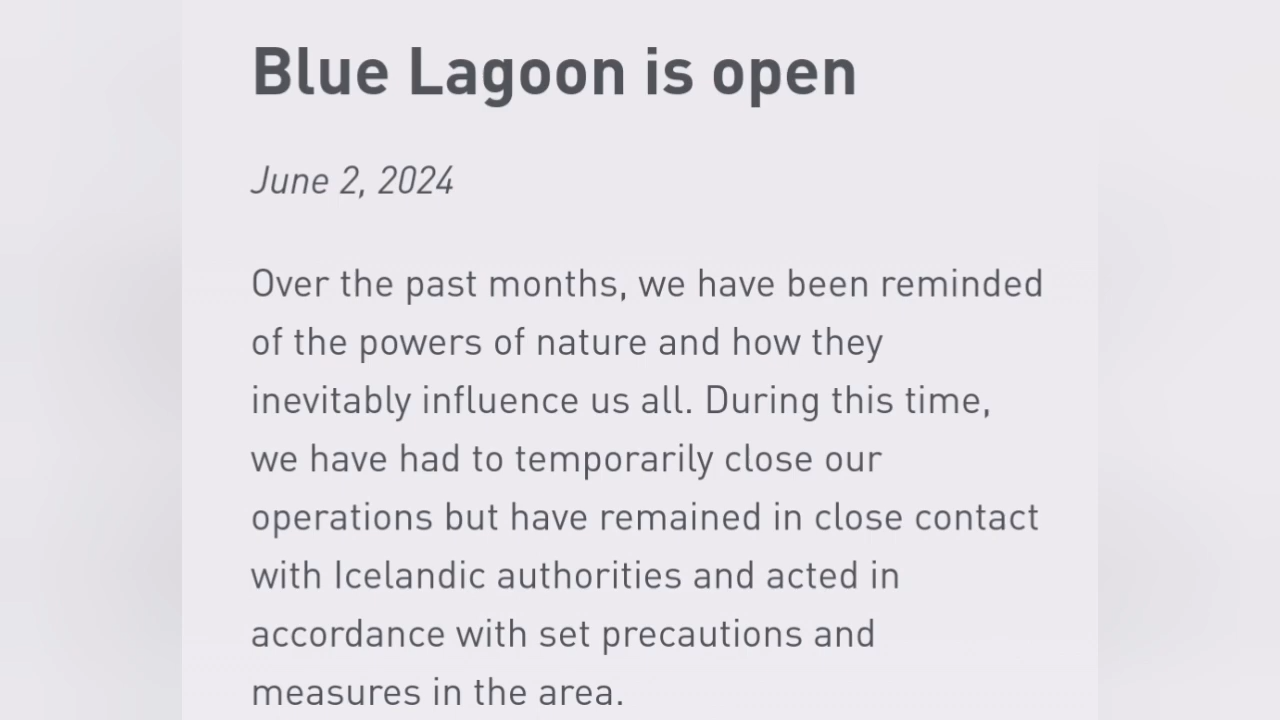 Blue Lagoon is open
June 2, 2024
Over the past months, we have been reminded
of the powers of nature and how they
inevitably influence us all. During this time,
we have had to temporarily close our
operations but have remained in close contact
with Icelandic authorities and acted in
accordance with set precautions and
measures in the area.